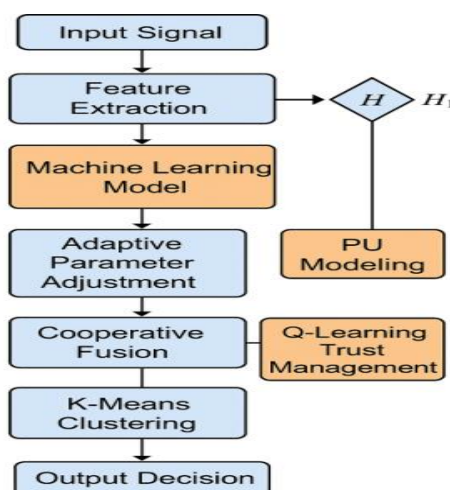 Input Signal
Feature
Extraction
H
H₁
Machine Learning
Model
Adaptive
Parameter
Adjustment
PU
Modeling
Cooperative
Fusion
Q-Learning
Trust
Management
K-Means
Clustering
Output Decision